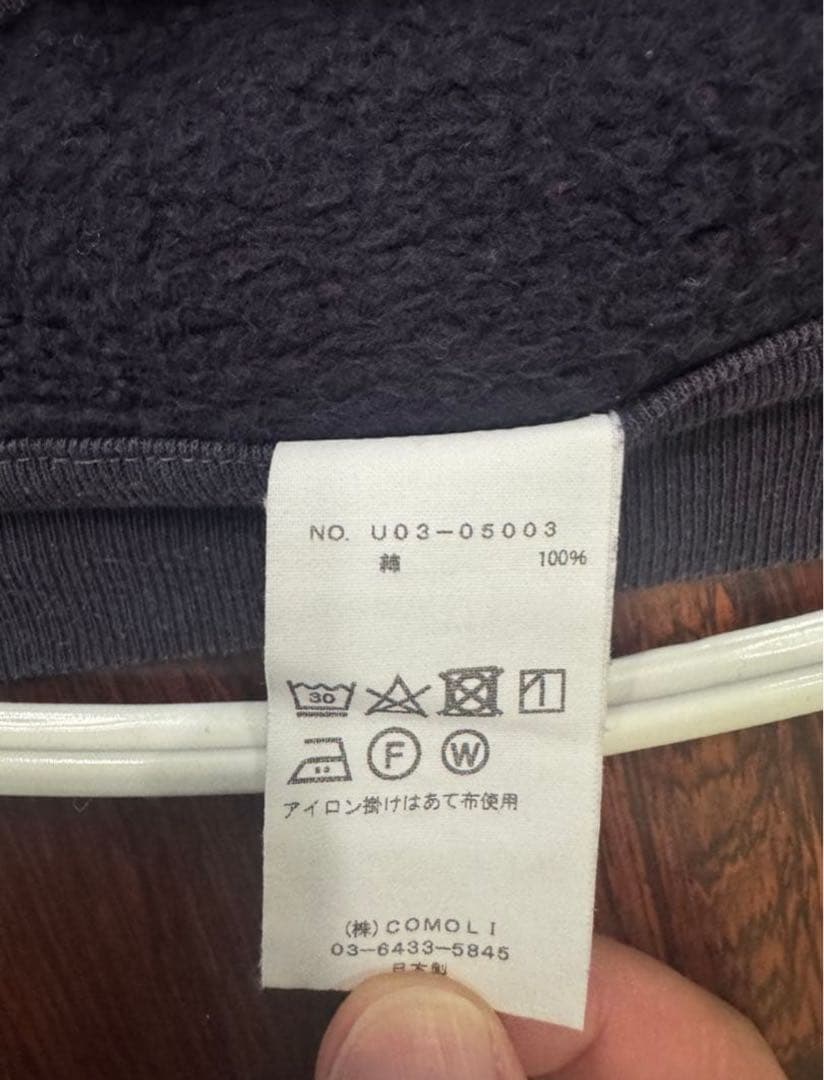 NO. U03-05003
綿 100%
30
F W
アイロン掛けはあて布使用
(株)COMOLI
03-6433-5845
日本製